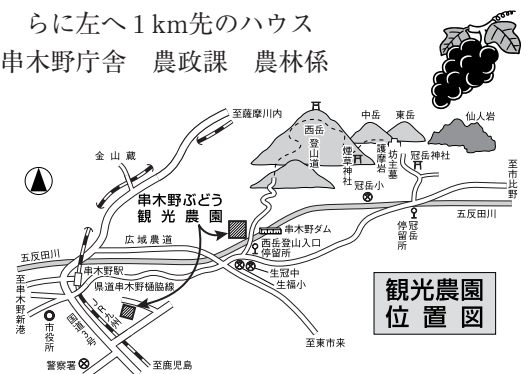 らに左へ１km先のハウス
串木野庁舎　農政課　農林係
至薩摩川内
西岳
登山道
中岳
東岳
仙人岩
煙草神社
護摩岩
坊主墓
冠岳神社
金山蔵
冠岳小
至市比野
串木野ぶどう
観光農園
串木野ダム
五反田川
冠岳
停留所
広域農道
西岳登山入口
停留所
五反田川
串木野駅
生冠中
生福小
県道串木野樋脇線
至串木野新港
JR九州
国道3号
市役所
観光農園
位置図
至東市来
警察署
至鹿児島